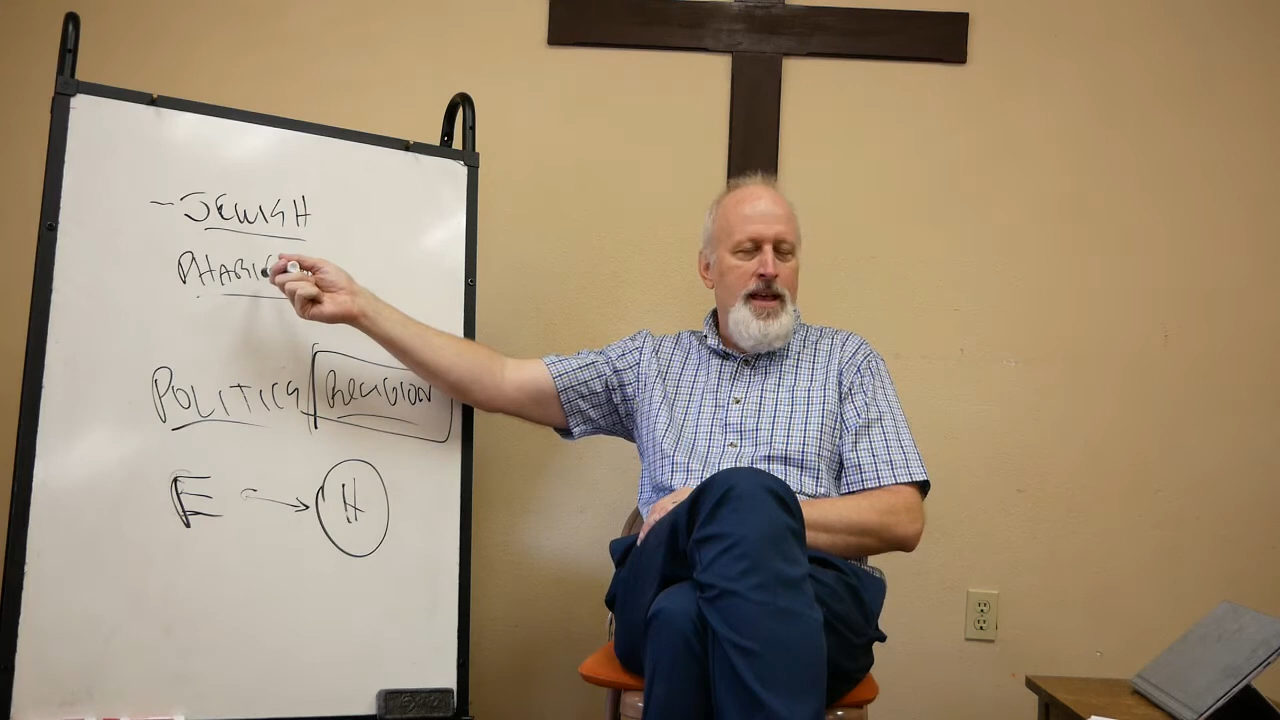 - JEWISH
POLITICS/RELIGION
E → H